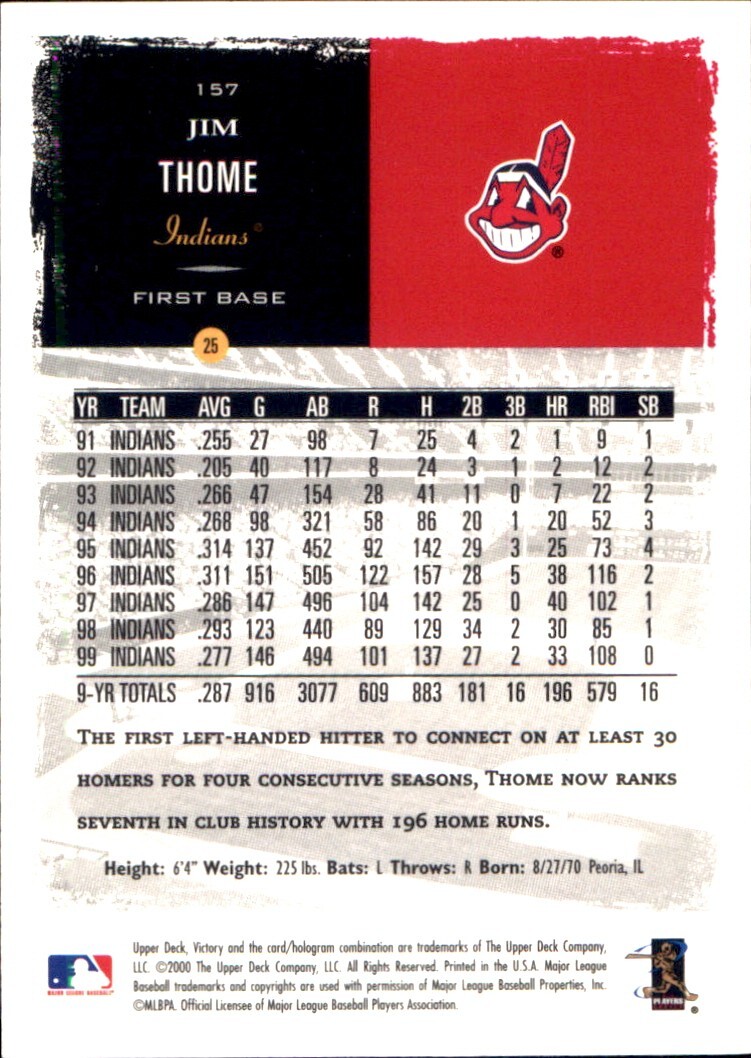 157
JIM
THOME
Indians®
FIRST BASE
®
25
YR TEAM AVG G AB R H 2B 3B HR RBI SB
91 INDIANS .255 27 98 7 25 4 2 1 9 1
92 INDIANS .205 40 117 8 24 3 1 2 12 2
93 INDIANS .266 47 154 28 41 11 0 7 22 2
94 INDIANS .268 98 321 58 86 20 1 20 52 3
95 INDIANS .314 137 452 92 142 29 3 25 73 4
96 INDIANS .311 151 505 122 157 28 5 38 116 2
97 INDIANS .286 147 496 104 142 25 0 40 102 1
98 INDIANS .293 123 440 89 129 34 2 30 85 1
99 INDIANS .277 146 494 101 137 27 2 33 108 0
9-YR TOTALS .287 916 3077 609 883 181 16 196 579 16
THE FIRST LEFT-HANDED HITTER TO CONNECT ON AT LEAST 30
HOMERS FOR FOUR CONSECUTIVE SEASONS, THOME NOW RANKS
SEVENTH IN CLUB HISTORY WITH 196 HOME RUNS.
Height: 6'4" Weight: 225 lbs. Bats: L Throws: R Born: 8/27/70 Peoria, IL
Upper Deck, Victory and the card/hologram combination are trademarks of The Upper Deck Company,
LLC. ©2000 The Upper Deck Company, LLC. All Rights Reserved. Printed in the U.S.A. Major League
Baseball trademarks and copyrights are used with permission of Major League Baseball Properties, Inc.
©MLBPA. Official Licensee of Major League Baseball Players Association.
MAJOR LEAGUE BASEBALL
PLAYERS
®